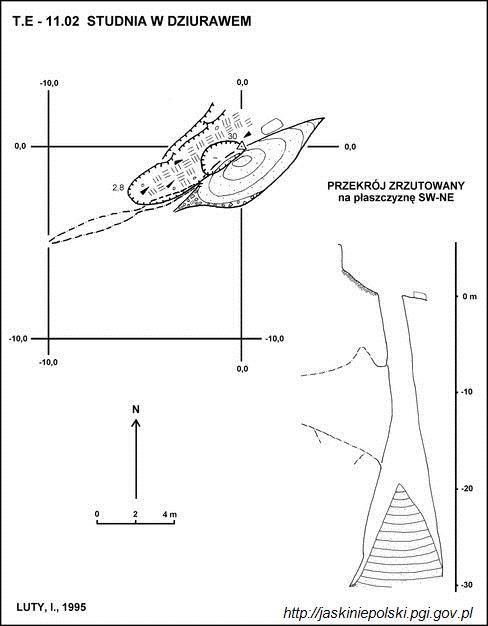 T.E - 11.02 STUDNIA W DZIURAWEM
-10,0
0,0
0,0
30
0,0
2,8
PRZEKRÓJ ZRZUTOWANY
na płaszczyznę SW-NE
0 m
-10,0
-10,0
-10,0
0,0
-10
N
-20
0 2 4 m
-30
LUTY, I., 1995
http://jaskiniepolski.pgi.gov.pl